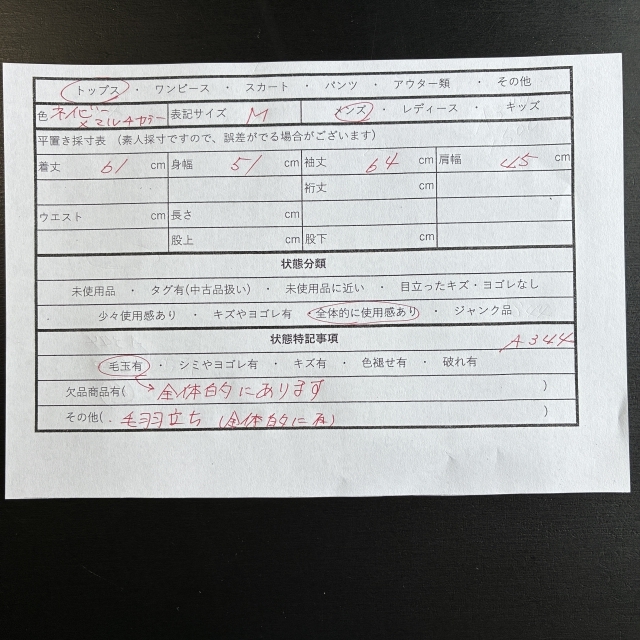 トップス ・ ワンピース ・ スカート ・ パンツ ・ アウター類 ・ その他
色 ネイビー×マルチカラー 表記サイズ M メンズ ・ レディース ・ キッズ
平置き採寸表 (素人採寸ですので、誤差がでる場合がございます)
着丈 61 cm 身幅 51 cm 袖丈 64 cm 肩幅 45 cm
裄丈 cm
ウエスト cm 長さ cm
股上 cm 股下 cm
状態分類
未使用品 ・ タグ有(中古品扱い) ・ 未使用品に近い ・ 目立ったキズ・ヨゴレなし
少々使用感あり ・ キズやヨゴレ有 ・ 全体的に使用感あり ・ ジャンク品
状態特記事項 A344
毛玉有 ・ シミやヨゴレ有 ・ キズ有 ・ 色褪せ有 ・ 破れ有
欠品商品有( →全体的にあります )
その他( 毛羽立ち (全体的に有) )